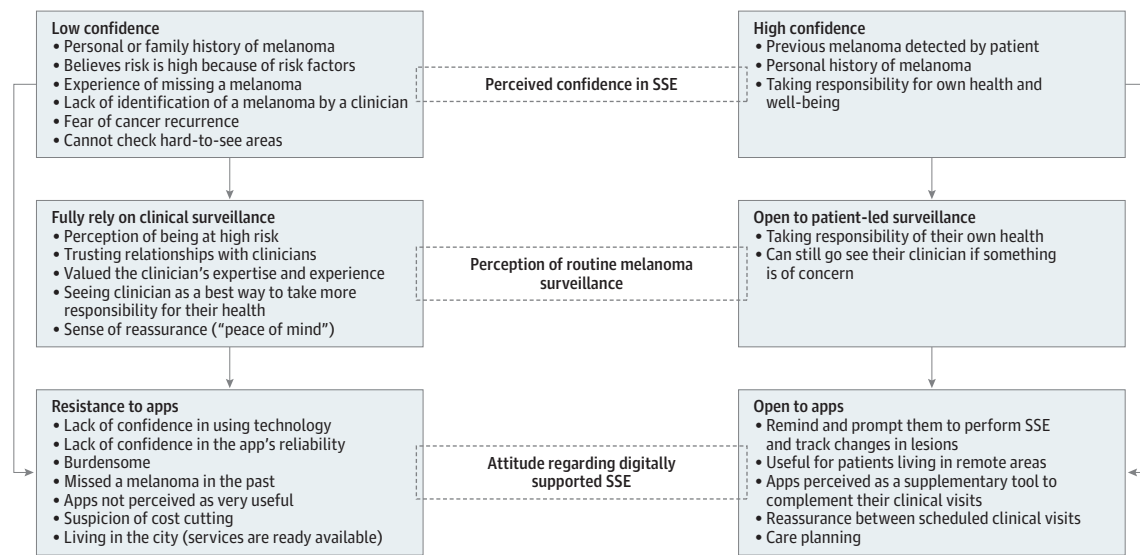 Low confidence
• Personal or family history of melanoma
• Believes risk is high because of risk factors
• Experience of missing a melanoma
• Lack of identification of a melanoma by a clinician
• Fear of cancer recurrence
• Cannot check hard-to-see areas
Perceived confidence in SSE
High confidence
• Previous melanoma detected by patient
• Personal history of melanoma
• Taking responsibility for own health and
well-being
Fully rely on clinical surveillance
• Perception of being at high risk
• Trusting relationships with clinicians
• Valued the clinician’s expertise and experience
• Seeing clinician as a best way to take more
responsibility for their health
• Sense of reassurance (“peace of mind”)
Perception of routine melanoma
surveillance
Open to patient-led surveillance
• Taking responsibility of their own health
• Can still go see their clinician if something
is of concern
Resistance to apps
• Lack of confidence in using technology
• Lack of confidence in the app’s reliability
• Burdensome
• Missed a melanoma in the past
• Apps not perceived as very useful
• Suspicion of cost cutting
• Living in the city (services are ready available)
Attitude regarding digitally
supported SSE
Open to apps
• Remind and prompt them to perform SSE
and track changes in lesions
• Useful for patients living in remote areas
• Apps perceived as a supplementary tool to
complement their clinical visits
• Reassurance between scheduled clinical visits
• Care planning